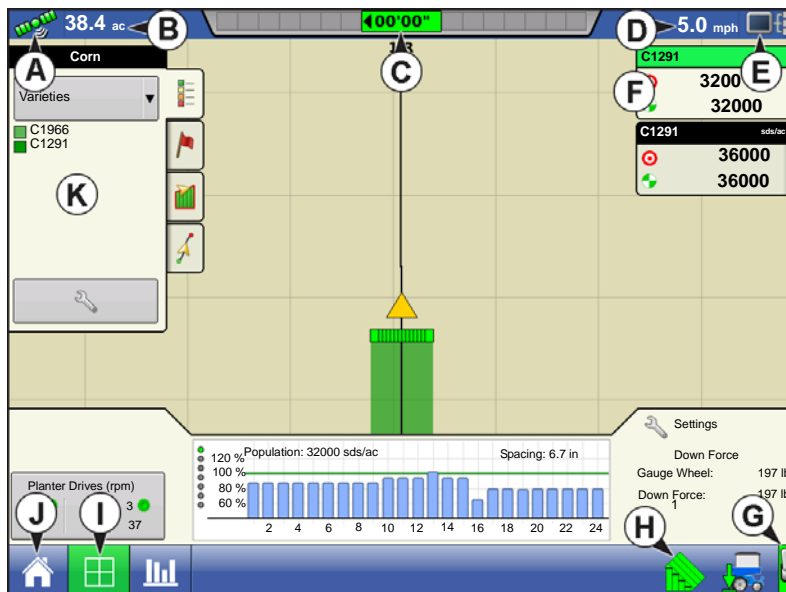 38.4 ac
B
00'00"
D
5.0 mph
A
C
E
Corn
Varieties
C1966
C1291
K
C1291
F
32000
C1291 sds/ac
36000
36000
120 %
100 %
80 %
60 %
Population: 32000 sds/ac
Spacing: 6.7 in
2 4 6 8 10 12 14 16 18 20 22 24
Settings
Down Force
Gauge Wheel: 197 lb
Down Force: 197 lb
1
Planter Drives (rpm)
3
37
J
I
H
G